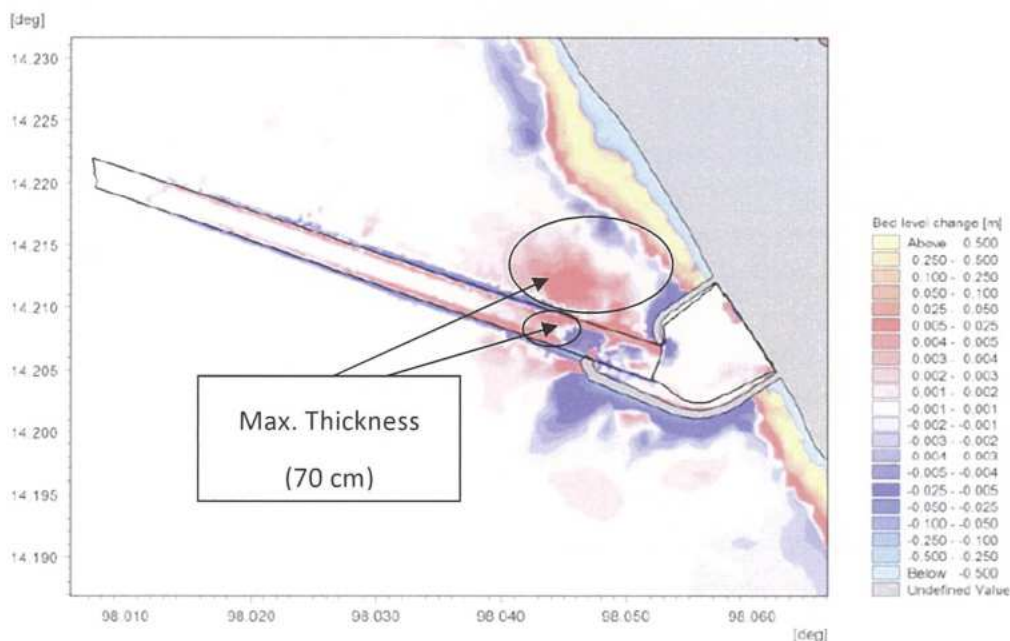 [deg]
14.230
14.225
14.220
14.215
14.210
14.205
14.200
14.195
14.190
Max. Thickness
(70 cm)
98.010
98.020
98.030
98.040
98.050
98.060
[deg]
Bed level change [m]
Above 0.500
0.250 - 0.500
0.100 - 0.250
0.050 - 0.100
0.025 - 0.050
0.005 - 0.025
0.004 - 0.005
0.003 - 0.004
0.002 - 0.003
0.001 - 0.002
-0.001 - 0.001
-0.002 - -0.001
-0.003 - -0.002
0.004 - -0.003
-0.005 - -0.004
-0.025 - -0.005
-0.050 - -0.025
-0.100 - -0.050
-0.250 - -0.100
-0.500 - -0.250
Below -0.500
Undefined Value